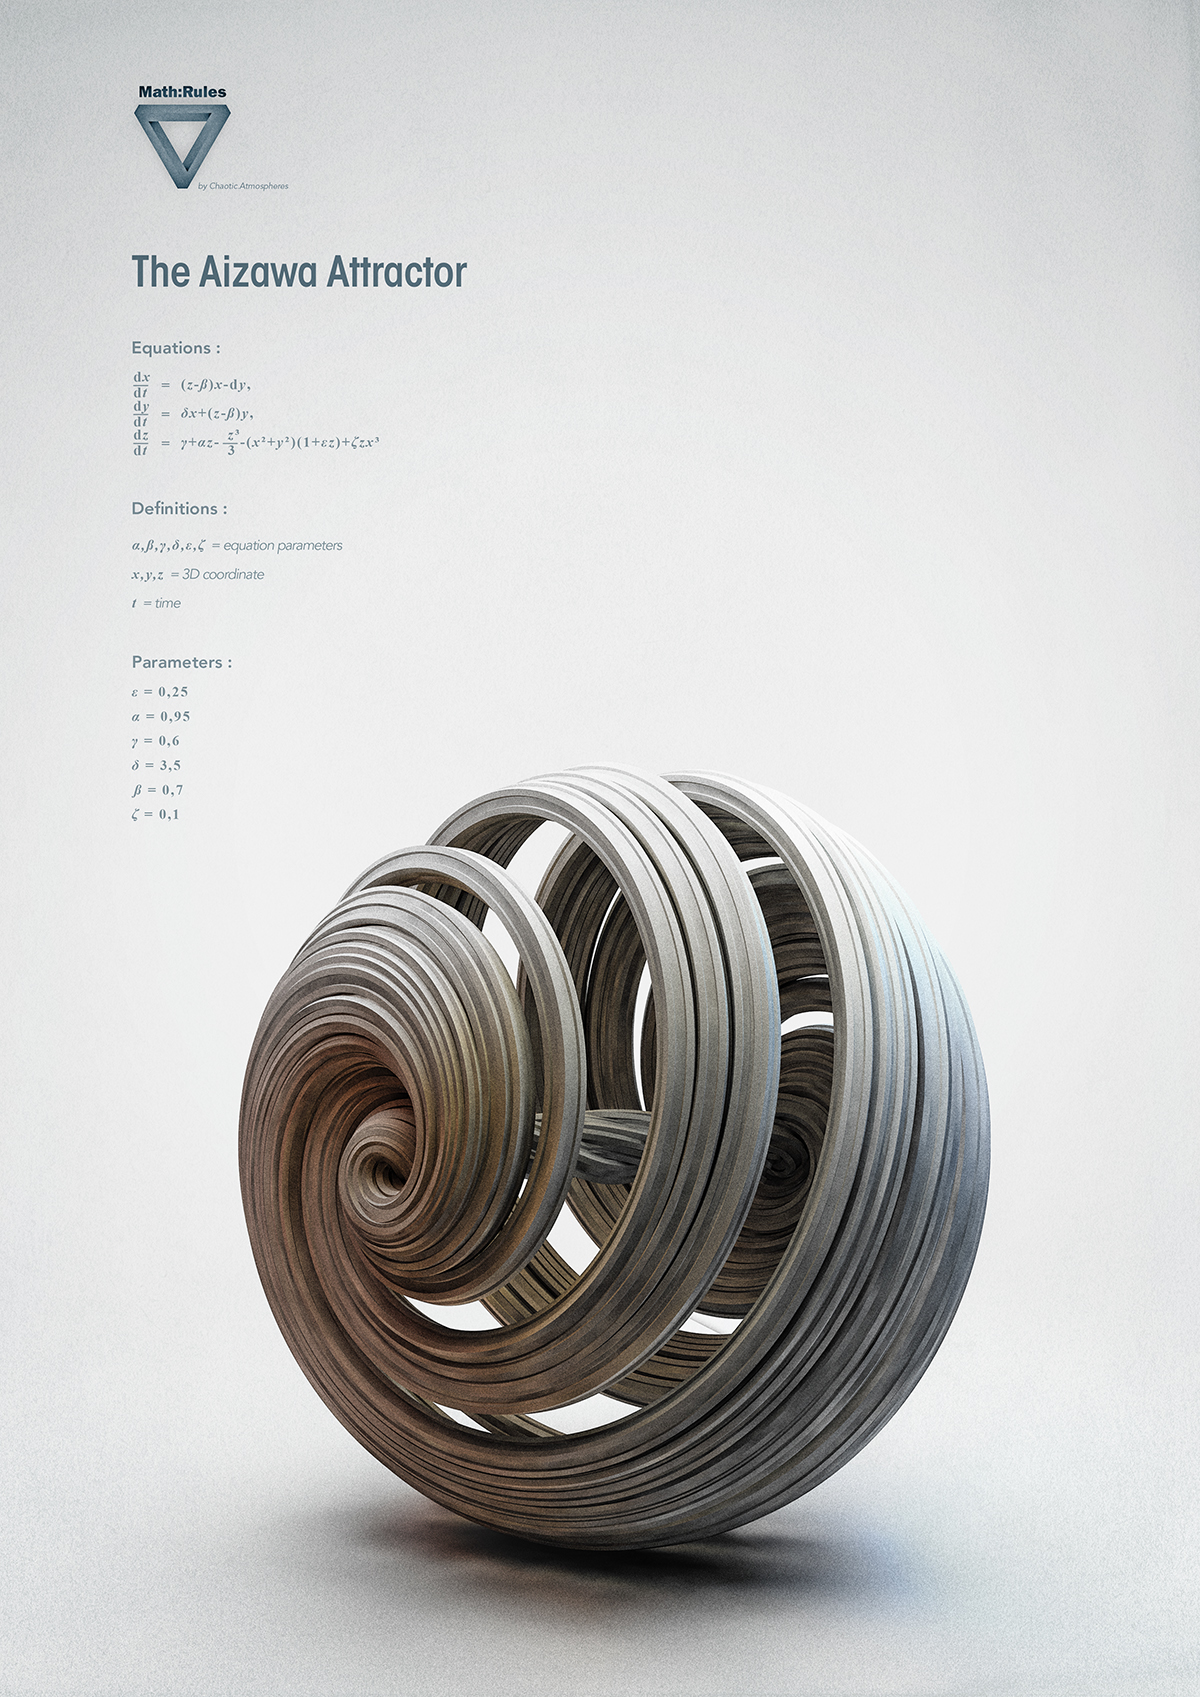 Math:Rules
by Chaotic Atmospheres
The Aizawa Attractor
Equations :
dx/dt = (z-β)x-dy,
dy/dt = δx+(z-β)y,
dz/dt = γ+αz- z³/3 -(x²+y²)(1+εz)+ζzx³
Definitions :
α,β,γ,δ,ε,ζ = equation parameters
x,y,z = 3D coordinate
t = time
Parameters :
ε = 0,25
α = 0,95
γ = 0,6
δ = 3,5
β = 0,7
ζ = 0,1